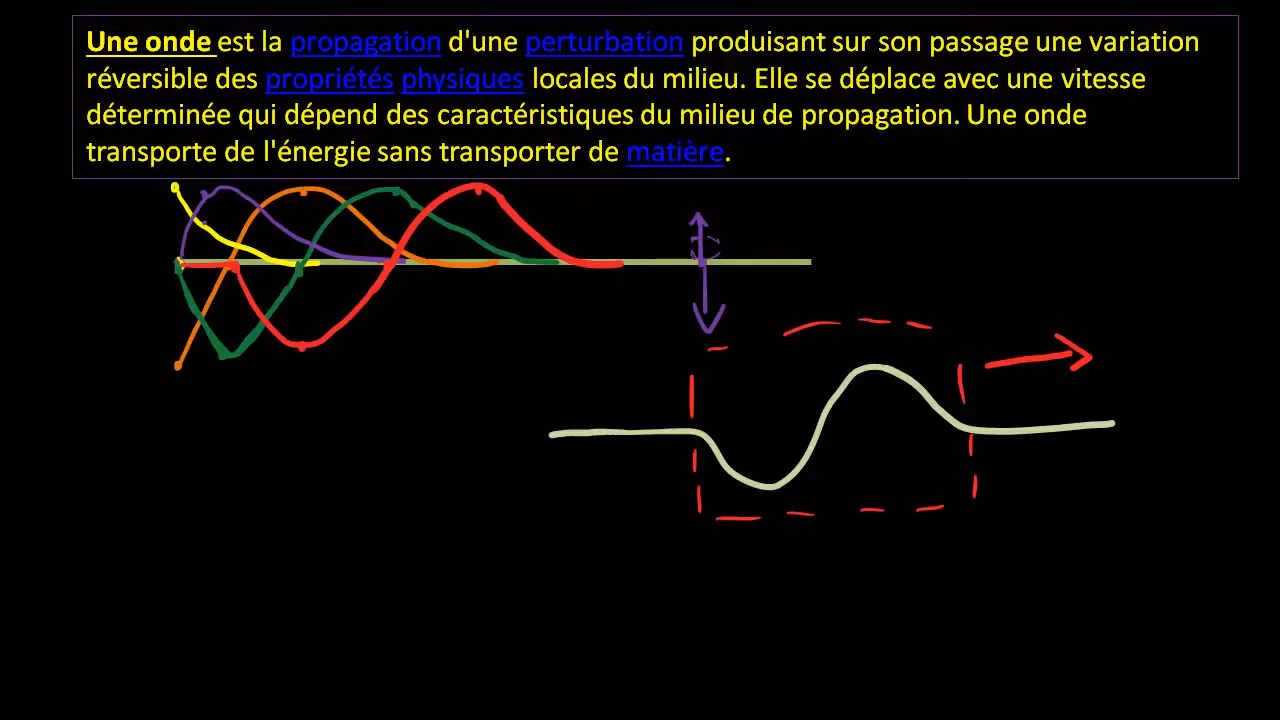 Une onde est la propagation d'une perturbation produisant sur son passage une variation
réversible des propriétés physiques locales du milieu. Elle se déplace avec une vitesse
déterminée qui dépend des caractéristiques du milieu de propagation. Une onde
transporte de l'énergie sans transporter de matière.